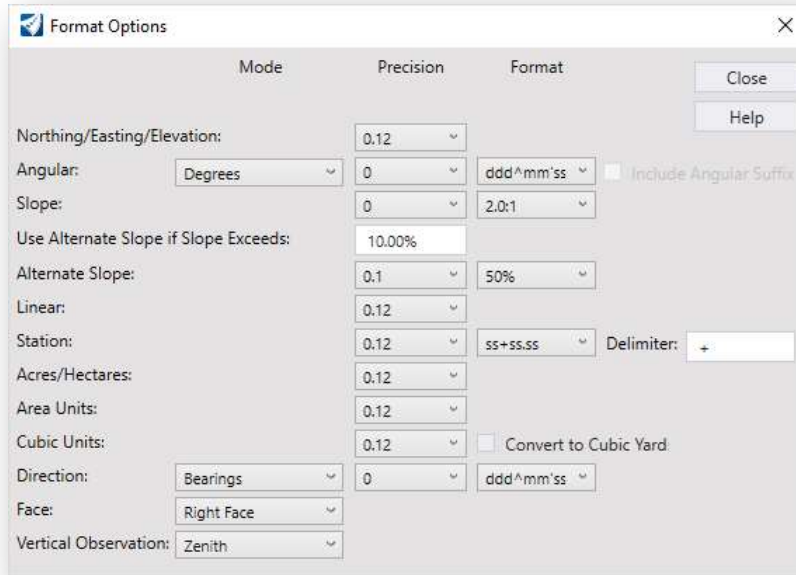 Format Options
Mode Precision Format
Close
Help
Northing/Easting/Elevation: 0.12
Angular: Degrees 0 ddd^mm'ss Include Angular Suffix
Slope: 0 2.0:1
Use Alternate Slope if Slope Exceeds: 10.00%
Alternate Slope: 0.1 50%
Linear: 0.12
Station: 0.12 ss+ss.ss Delimiter: +
Acres/Hectares: 0.12
Area Units: 0.12
Cubic Units: 0.12 Convert to Cubic Yard
Direction: Bearings 0 ddd^mm'ss
Face: Right Face
Vertical Observation: Zenith